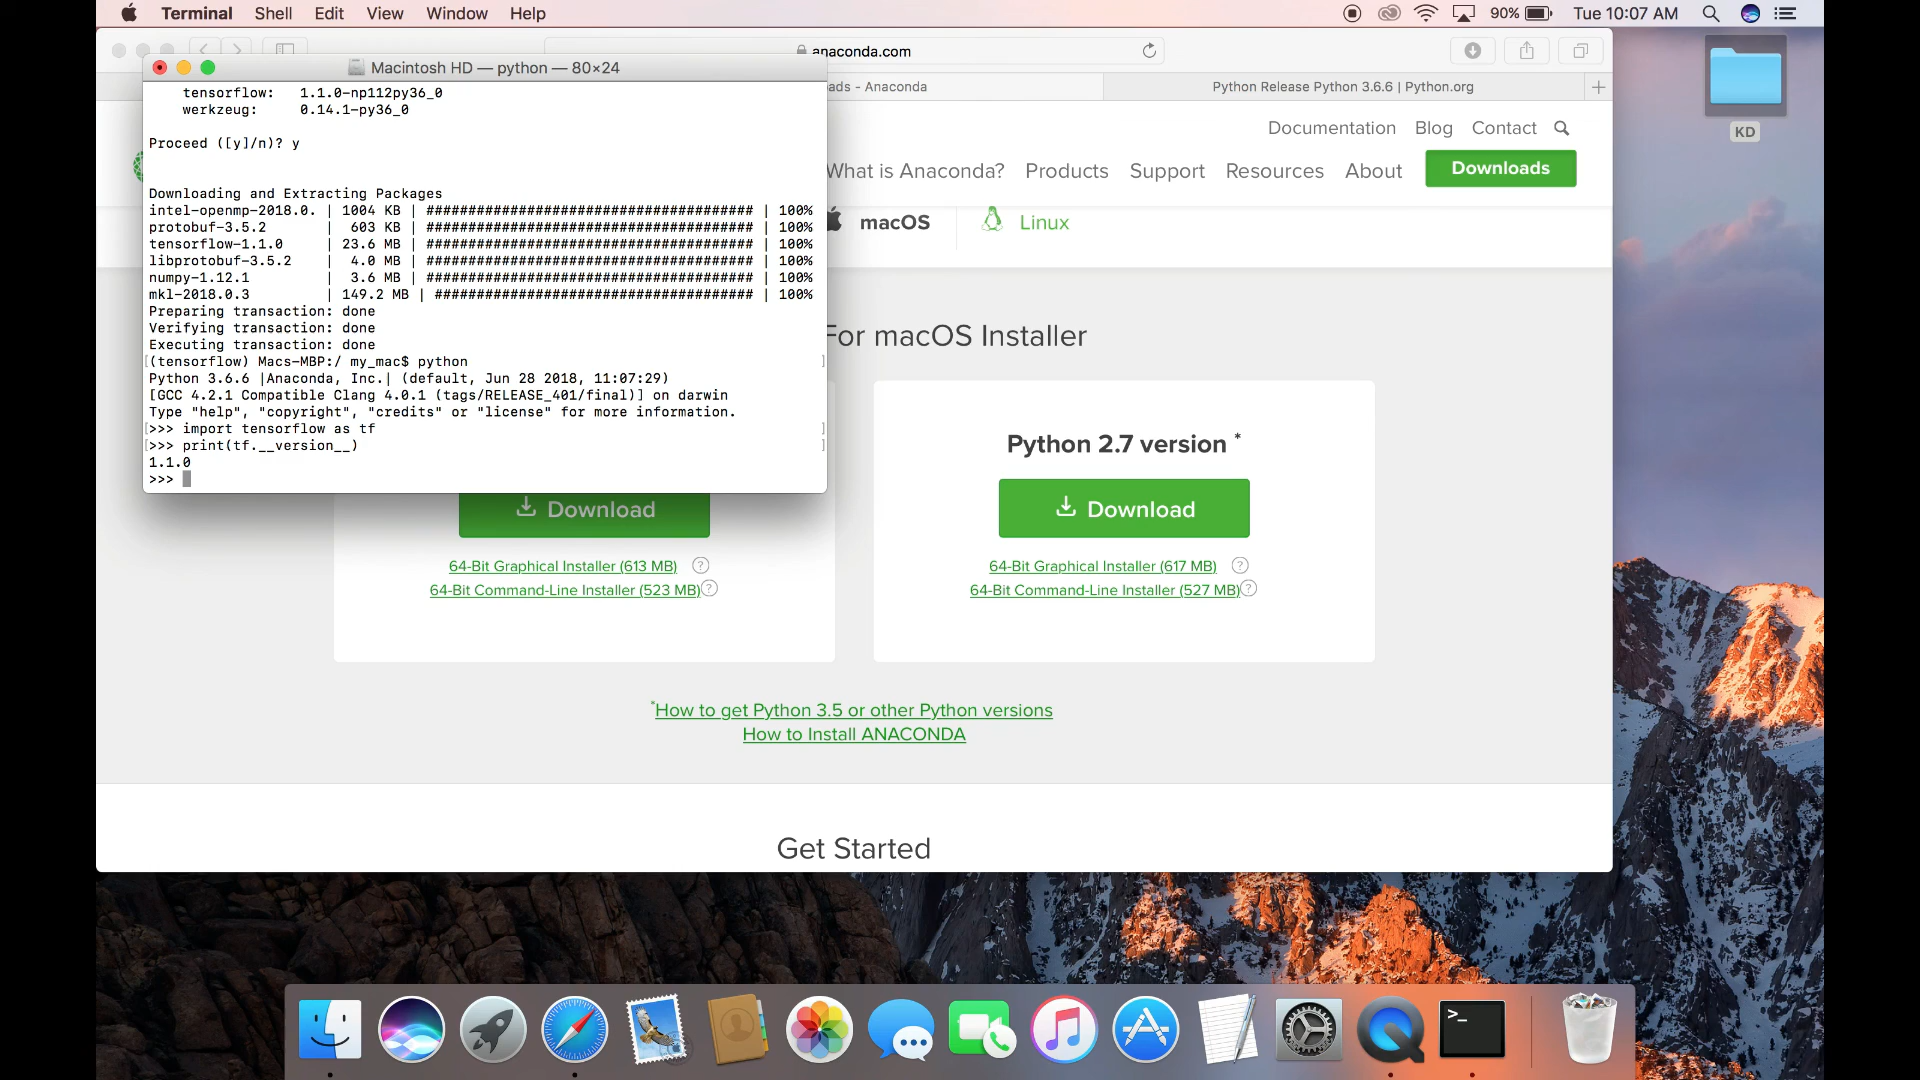 Terminal Shell Edit View Window Help 90% Tue 10:07 AM
anaconda.com
Macintosh HD — python — 80×24
ads - Anaconda
Python Release Python 3.6.6 | Python.org
KD
Documentation Blog Contact
What is Anaconda? Products Support Resources About Downloads
macOS Linux
tensorflow: 1.1.0-np112py36_0
werkzeug: 0.14.1-py36_0
Proceed ([y]/n)? y
Downloading and Extracting Packages
intel-openmp-2018.0. | 1004 KB | ####################################### | 100%
protobuf-3.5.2 | 603 KB | ####################################### | 100%
tensorflow-1.1.0 | 23.6 MB | ####################################### | 100%
libprotobuf-3.5.2 | 4.0 MB | ####################################### | 100%
numpy-1.12.1 | 3.6 MB | ####################################### | 100%
mkl-2018.0.3 | 149.2 MB | ###################################### | 100%
Preparing transaction: done
Verifying transaction: done
Executing transaction: done
[(tensorflow) Macs-MBP:/ my_mac$ python ]
Python 3.6.6 |Anaconda, Inc.| (default, Jun 28 2018, 11:07:29)
[GCC 4.2.1 Compatible Clang 4.0.1 (tags/RELEASE_401/final)] on darwin
Type "help", "copyright", "credits" or "license" for more information.
[>>> import tensorflow as tf ]
[>>> print(tf.__version__) ]
1.1.0
>>>
For macOS Installer
Python 2.7 version *
Download
64-Bit Graphical Installer (613 MB) ?
64-Bit Command-Line Installer (523 MB) ?
Download
64-Bit Graphical Installer (617 MB) ?
64-Bit Command-Line Installer (527 MB) ?
*How to get Python 3.5 or other Python versions
How to Install ANACONDA
Get Started
>_